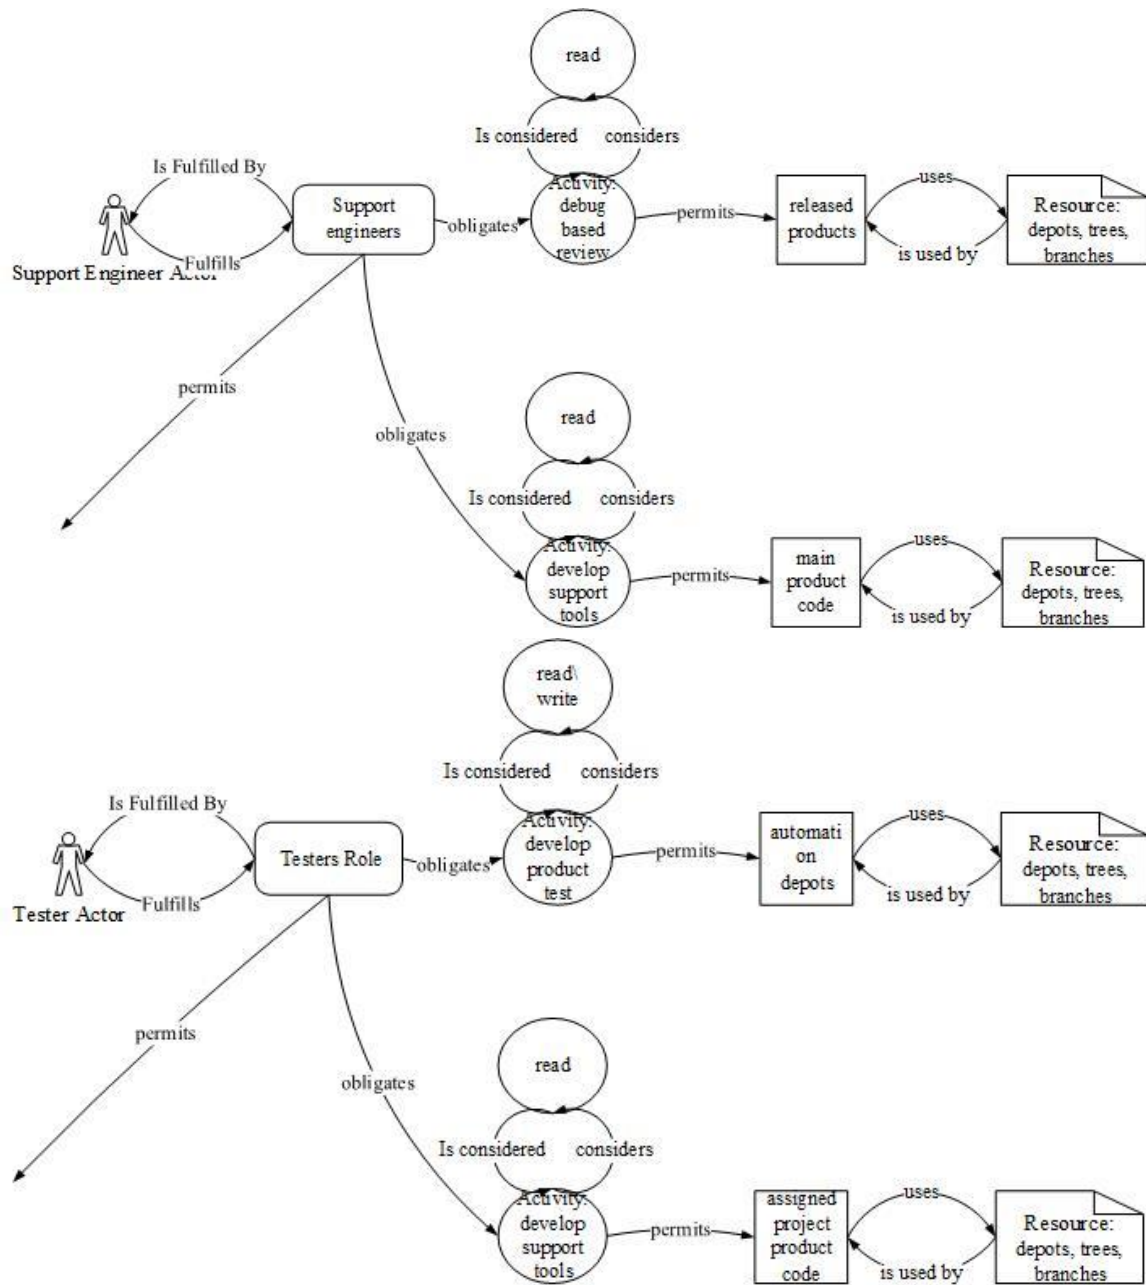 read
Is considered
considers
Is Fulfilled By
Fulfills
Support Engineer Actor
Support
engineers
obligates
Activity:
debug
based
review
permits
released
products
uses
is used by
Resource:
depots, trees,
branches
permits
obligates
read
Is considered
considers
Activity:
develop
support
tools
permits
main
product
code
uses
is used by
Resource:
depots, trees,
branches
read\
write
Is considered
considers
Is Fulfilled By
Fulfills
Tester Actor
Testers Role
obligates
Activity:
develop
product
test
permits
automati
on
depots
uses
is used by
Resource:
depots, trees,
branches
permits
obligates
read
Is considered
considers
Activity:
develop
support
tools
permits
assigned
project
product
code
uses
is used by
Resource:
depots, trees,
branches